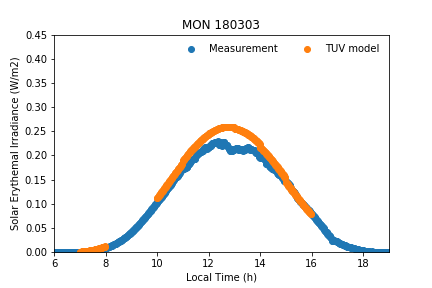 MON 180303
Measurement
TUV model
Solar Erythemal Irradiance (W/m2)
0.45
0.40
0.35
0.30
0.25
0.20
0.15
0.10
0.05
0.00
6 8 10 12 14 16 18
Local Time (h)